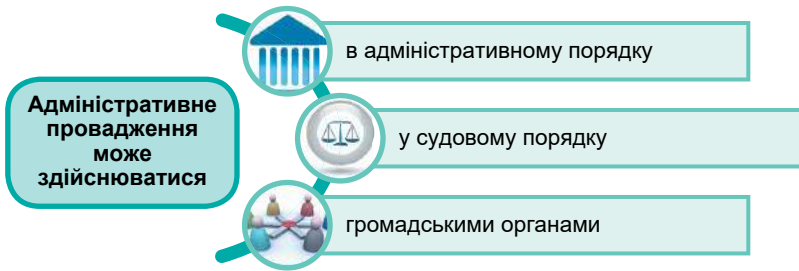 Адміністративне
провадження
може
здійснюватися
в адміністративному порядку
у судовому порядку
громадськими органами